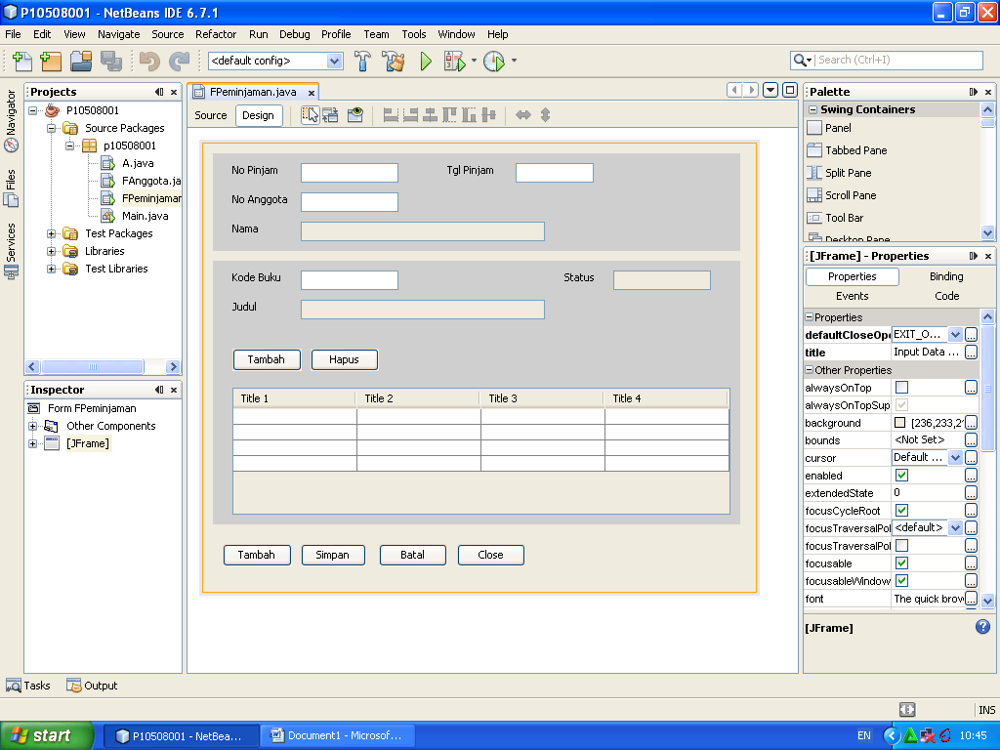 P10508001 - NetBeans IDE 6.7.1
File Edit View Navigate Source Refactor Run Debug Profile Team Tools Window Help
<default config>
Search (Ctrl+I)
Navigator
Files
Services
Projects
P10508001
Source Packages
p10508001
A.java
FAnggota.ja
FPeminjaman
Main.java
Test Packages
Libraries
Test Libraries
Inspector
Form FPeminjaman
Other Components
[JFrame]
FPeminjaman.java
Source Design
No Pinjam Tgl Pinjam
No Anggota
Nama
Kode Buku Status
Judul
Tambah Hapus
Title 1 Title 2 Title 3 Title 4
Tambah Simpan Batal Close
Palette
Swing Containers
Panel
Tabbed Pane
Split Pane
Scroll Pane
Tool Bar
Desktop Pane
[JFrame] - Properties
Properties Binding
Events Code
Properties
defaultCloseOpe EXIT_O... ...
title Input Data ... ...
Other Properties
alwaysOnTop ...
alwaysOnTopSup
background [236,233,21 ...
bounds <Not Set> ...
cursor Default ... ...
enabled ...
extendedState 0 ...
focusCycleRoot ...
focusTraversalPol <default> ...
focusTraversalPol ...
focusable ...
focusableWindow ...
font The quick brow ...
[JFrame]
Tasks Output
INS
start P10508001 - NetBea... Document1 - Microsof... EN 10:45